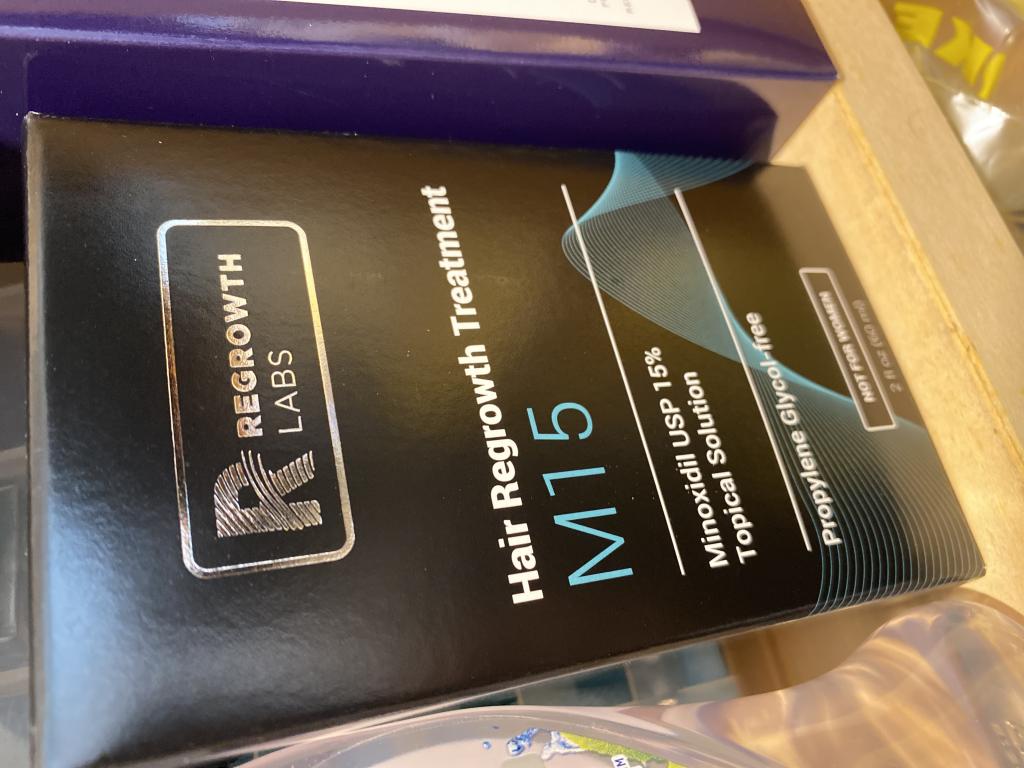 REGROWTH
LABS
Hair Regrowth Treatment
M15
Minoxidil USP 15%
Topical Solution
Propylene Glycol-free
NOT FOR WOMEN
2 fl oz (60 ml)